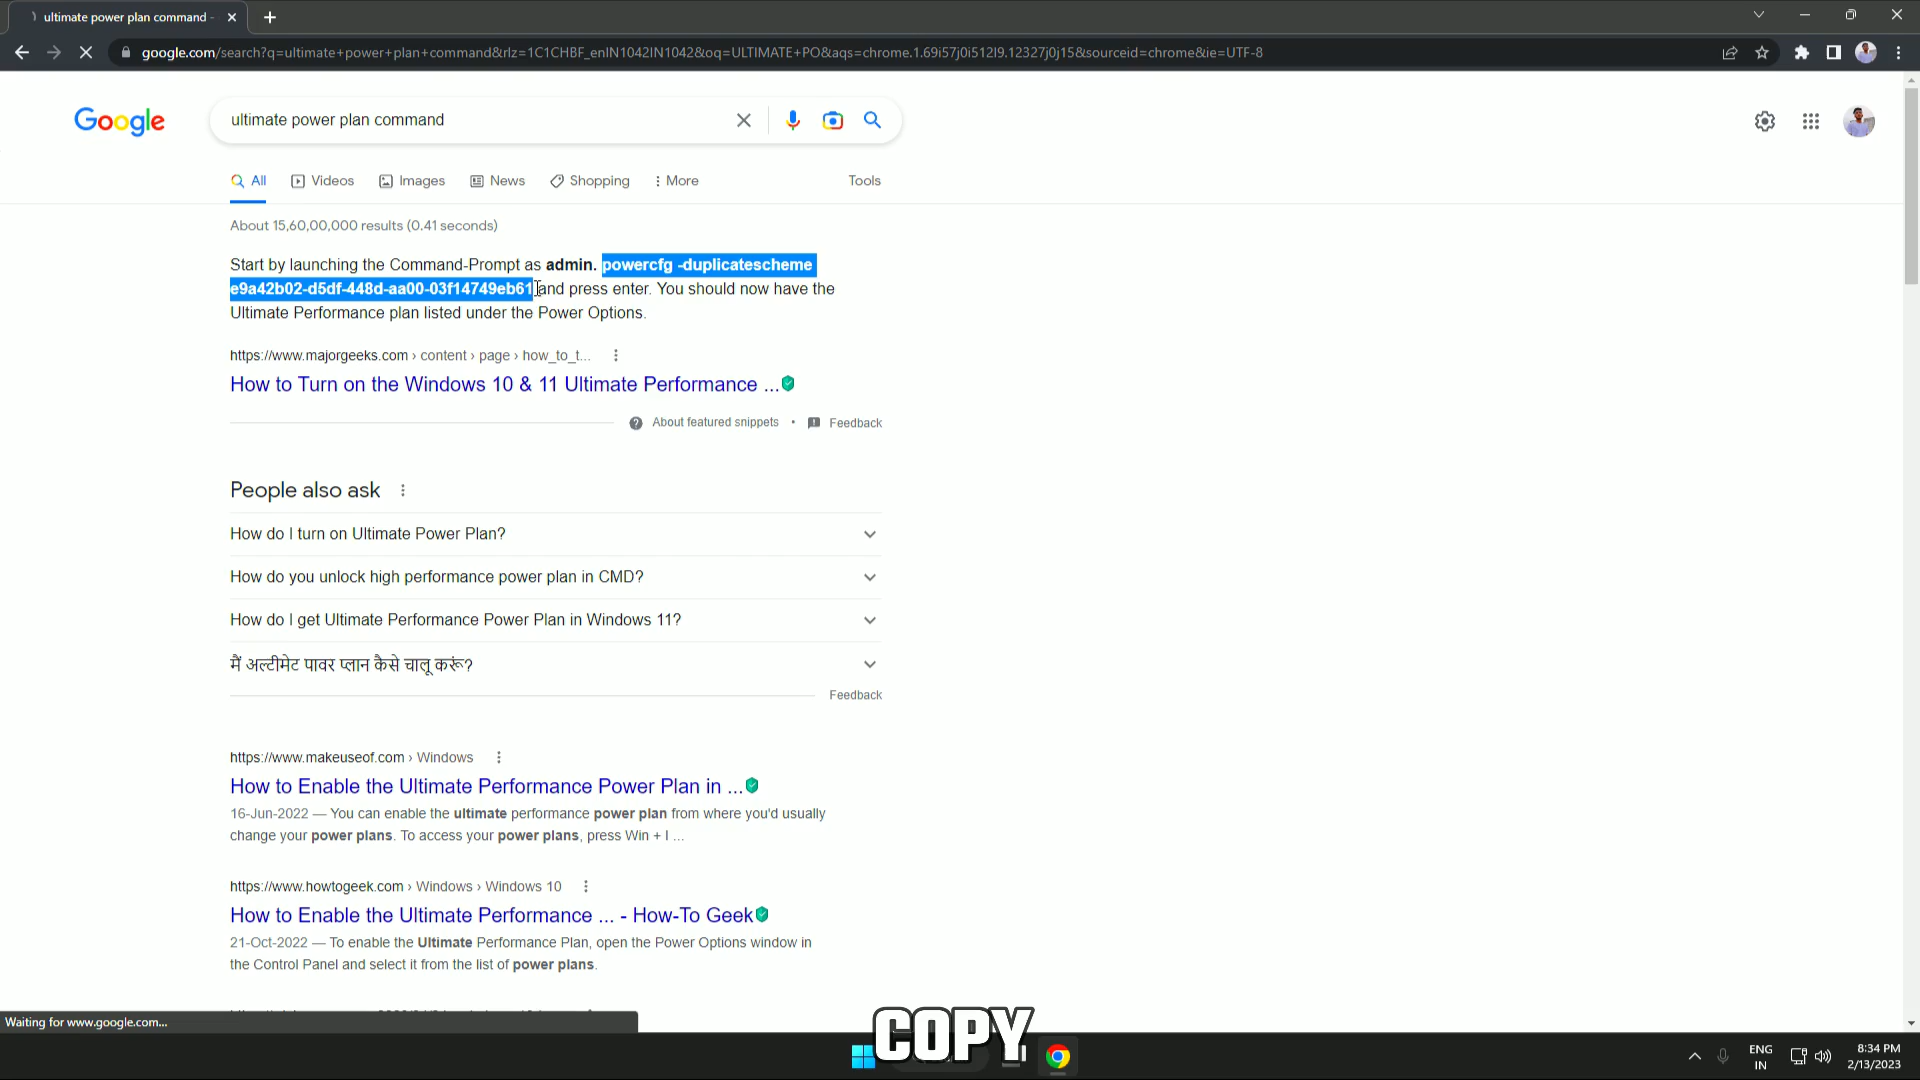 ultimate power plan command -
google.com/search?q=ultimate+power+plan+command&rlz=1C1CHBF_enIN1042IN1042&oq=ULTIMATE+PO&aqs=chrome.1.69i57j0i512l9.12327j0j15&sourceid=chrome&ie=UTF-8
Google
ultimate power plan command
All Videos Images News Shopping More Tools
About 15,60,00,000 results (0.41 seconds)
Start by launching the Command-Prompt as admin. powercfg -duplicatescheme
e9a42b02-d5df-448d-aa00-03f14749eb61 and press enter. You should now have the
Ultimate Performance plan listed under the Power Options.
https://www.majorgeeks.com › content › page › how_to_t...
How to Turn on the Windows 10 & 11 Ultimate Performance ...
About featured snippets • Feedback
People also ask
How do I turn on Ultimate Power Plan?
How do you unlock high performance power plan in CMD?
How do I get Ultimate Performance Power Plan in Windows 11?
मैं अल्टीमेट पावर प्लान कैसे चालू करूं?
Feedback
https://www.makeuseof.com › Windows
How to Enable the Ultimate Performance Power Plan in ...
16-Jun-2022 — You can enable the ultimate performance power plan from where you'd usually
change your power plans. To access your power plans, press Win + I ...
https://www.howtogeek.com › Windows › Windows 10
How to Enable the Ultimate Performance ... - How-To Geek
21-Oct-2022 — To enable the Ultimate Performance Plan, open the Power Options window in
the Control Panel and select it from the list of power plans.
Waiting for www.google.com...
COPY
ENG
IN
8:34 PM
2/13/2023